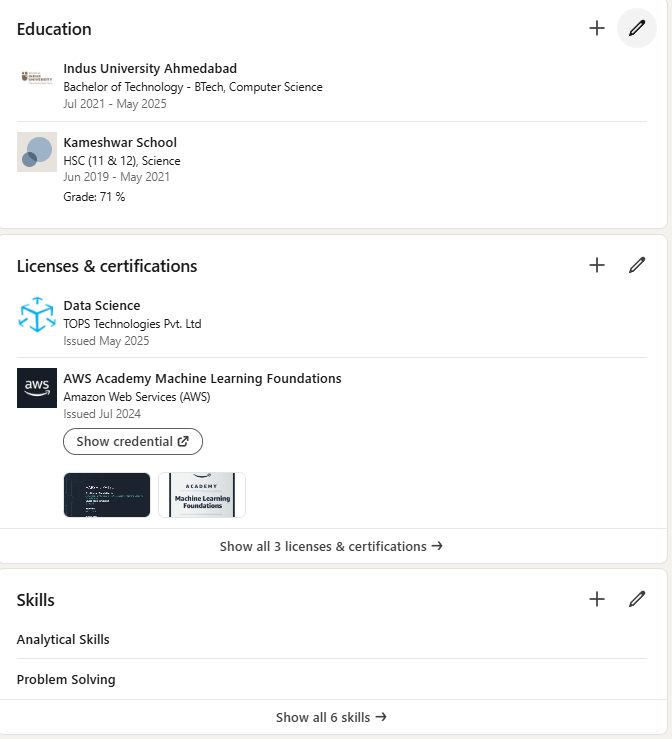 Education
INDUS
UNIVERSITY
Indus University Ahmedabad
Bachelor of Technology - BTech, Computer Science
Jul 2021 - May 2025
Kameshwar School
HSC (11 & 12), Science
Jun 2019 - May 2021
Grade: 71 %
Licenses & certifications
Data Science
TOPS Technologies Pvt. Ltd
Issued May 2025
aws
AWS Academy Machine Learning Foundations
Amazon Web Services (AWS)
Issued Jul 2024
Show credential
ACADEMY
Machine Learning
Foundations
Show all 3 licenses & certifications →
Skills
Analytical Skills
Problem Solving
Show all 6 skills →